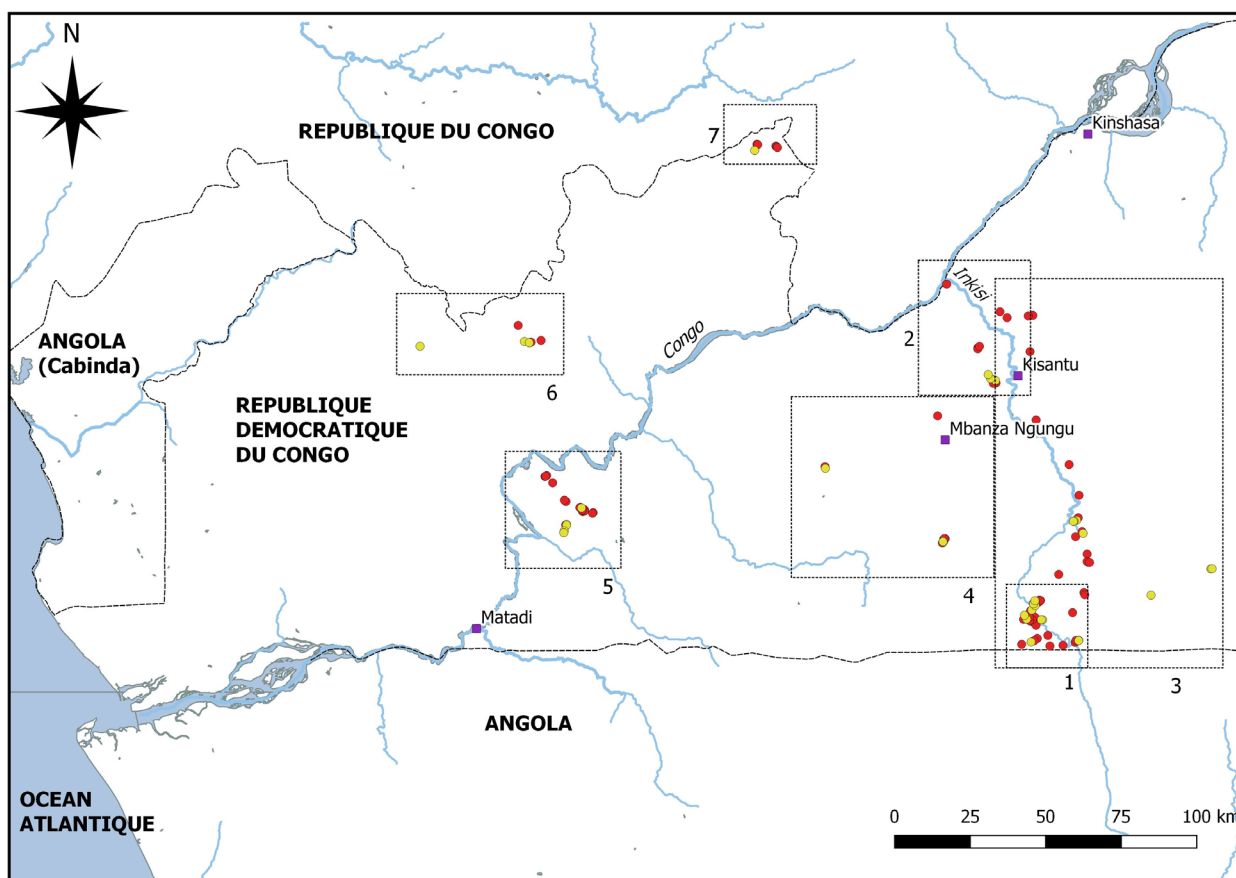 N
REPUBLIQUE DU CONGO
7
Kinshasa
Inkisi
ANGOLA
(Cabinda)
Congo
2
Kisantu
6
REPUBLIQUE
DEMOCRATIQUE
DU CONGO
Mbanza Ngungu
5
4
Matadi
1
3
ANGOLA
OCEAN
ATLANTIQUE
0 25 50 75 100 km